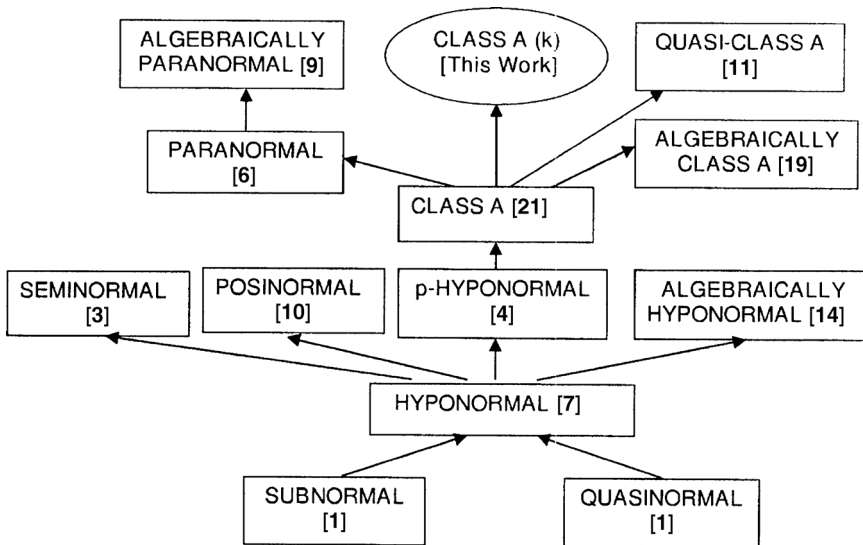 ALGEBRAICALLY
PARANORMAL [9]
CLASS A (k)
[This Work]
QUASI-CLASS A
[11]
PARANORMAL
[6]
ALGEBRAICALLY
CLASS A [19]
CLASS A [21]
SEMINORMAL
[3]
POSINORMAL
[10]
p-HYPONORMAL
[4]
ALGEBRAICALLY
HYPONORMAL [14]
HYPONORMAL [7]
SUBNORMAL
[1]
QUASINORMAL
[1]